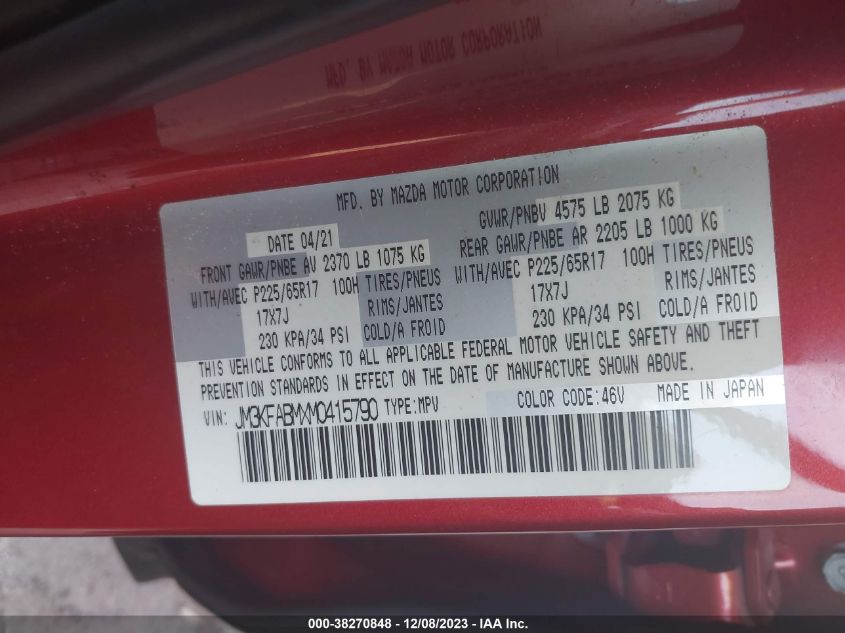 MFD. BY MAZDA MOTOR CORPORATION
MFD. BY MAZDA MOTOR CORPORATION
DATE 04/21
GVWR/PNBV 4575 LB 2075 KG
FRONT GAWR/PNBE AV 2370 LB 1075 KG
REAR GAWR/PNBE AR 2205 LB 1000 KG
WITH/AVEC P225/65R17 100H TIRES/PNEUS
WITH/AVEC P225/65R17 100H TIRES/PNEUS
17X7J RIMS/JANTES
17X7J RIMS/JANTES
230 KPA/34 PSI COLD/A FROID
230 KPA/34 PSI COLD/A FROID
THIS VEHICLE CONFORMS TO ALL APPLICABLE FEDERAL MOTOR VEHICLE SAFETY AND THEFT
PREVENTION STANDARDS IN EFFECT ON THE DATE OF MANUFACTURE SHOWN ABOVE.
VIN: JM3KFABMXM0415790 TYPE:MPV COLOR CODE:46V MADE IN JAPAN
000-38270848 - 12/08/2023 - IAA Inc.